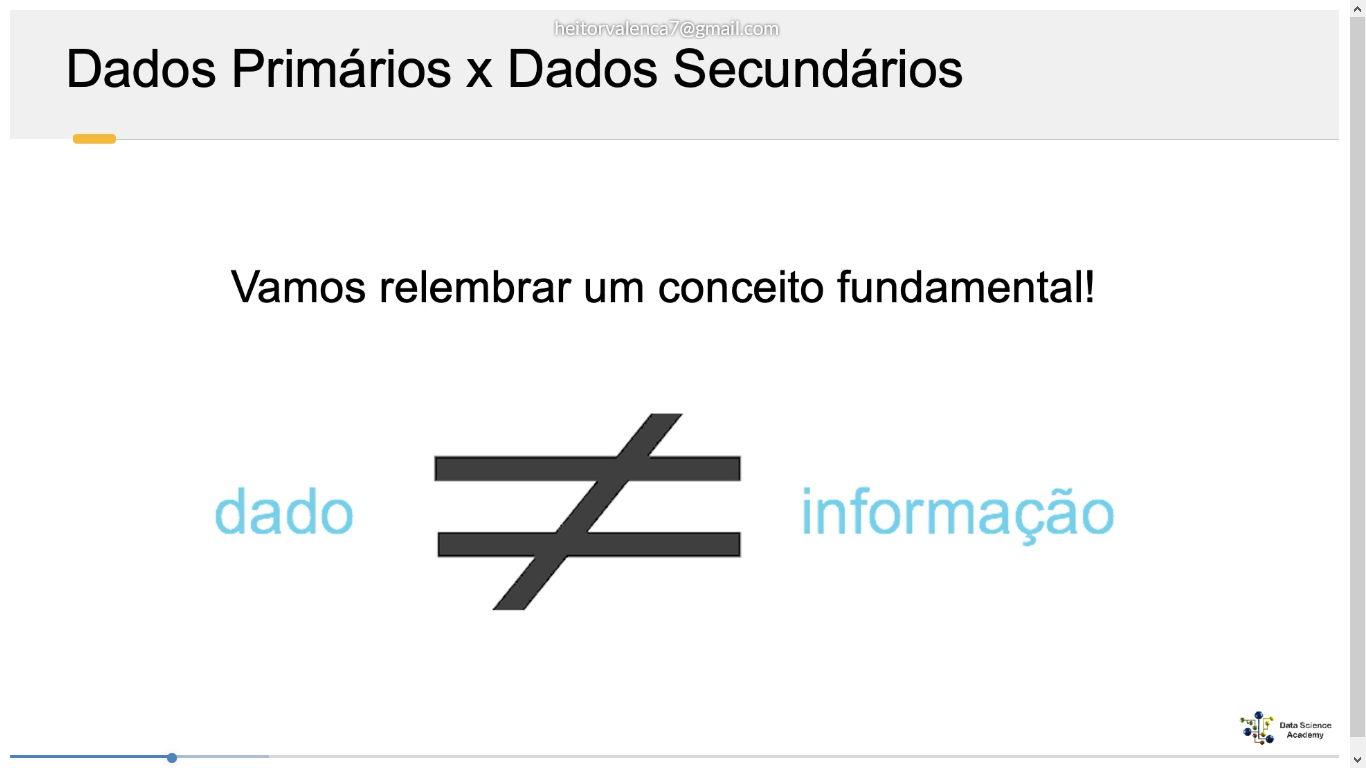 heitorvalenca7@gmail.com
Dados Primários x Dados Secundários
Vamos relembrar um conceito fundamental!
dado ≠ informação
Data Science
Academy